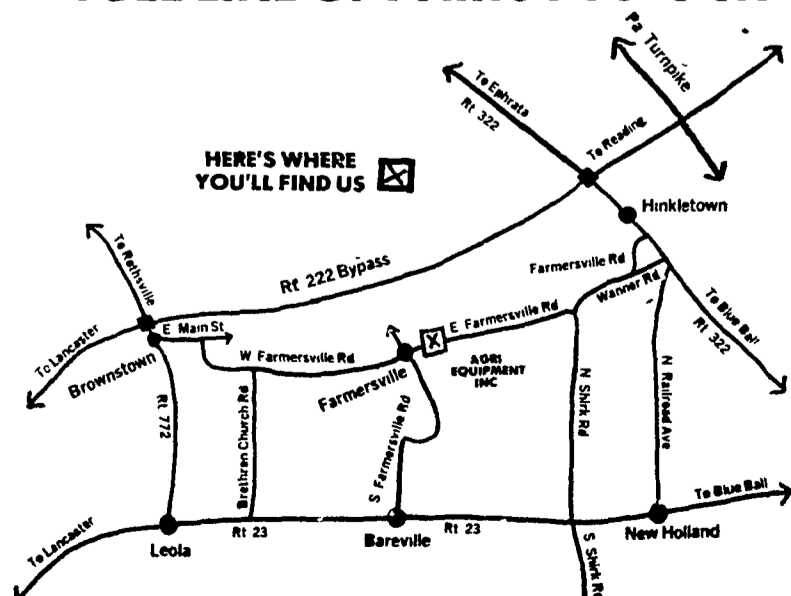 Pa Turnpike
To Ephrata
Rt 322
To Reading
HERE'S WHERE
YOU'LL FIND US
Hinkletown
To Rothsville
Rt 222 Bypass
Farmersville Rd
Wanner Rd
To Blue Ball
Rt 322
E Main St
E Farmersville Rd
To Lancaster
Brownstown
W Farmersville Rd
Farmersville
AGRI
EQUIPMENT
INC
Rt 772
Brethren Church Rd
S Farmersville Rd
N Shirk Rd
N Railroad Ave
To Blue Ball
To Lancaster
Leola
Rt 23
Bareville
Rt 23
New Holland
S Shirk Rd